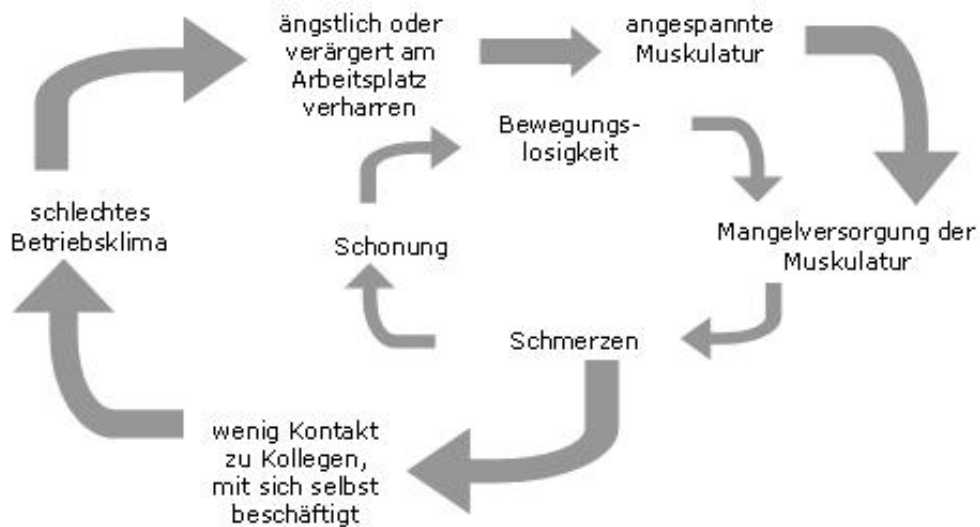 ängstlich oder
verärgert am
Arbeitsplatz
verharren
angespannte
Muskulatur
Bewegungs-
losigkeit
schlechtes
Betriebsklima
Schonung
Mangelversorgung der
Muskulatur
Schmerzen
wenig Kontakt
zu Kollegen,
mit sich selbst
beschäftigt